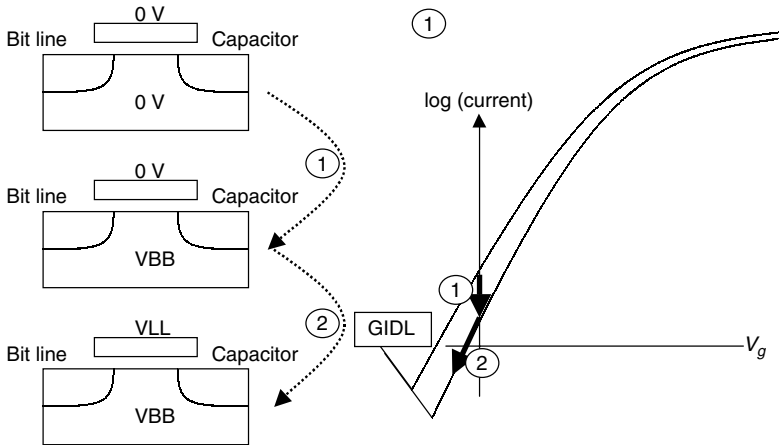 0 V
Bit line
Capacitor
0 V
1
0 V
Bit line
Capacitor
VBB
2
VLL
Bit line
Capacitor
VBB
1
log (current)
1
GIDL
2
Vg